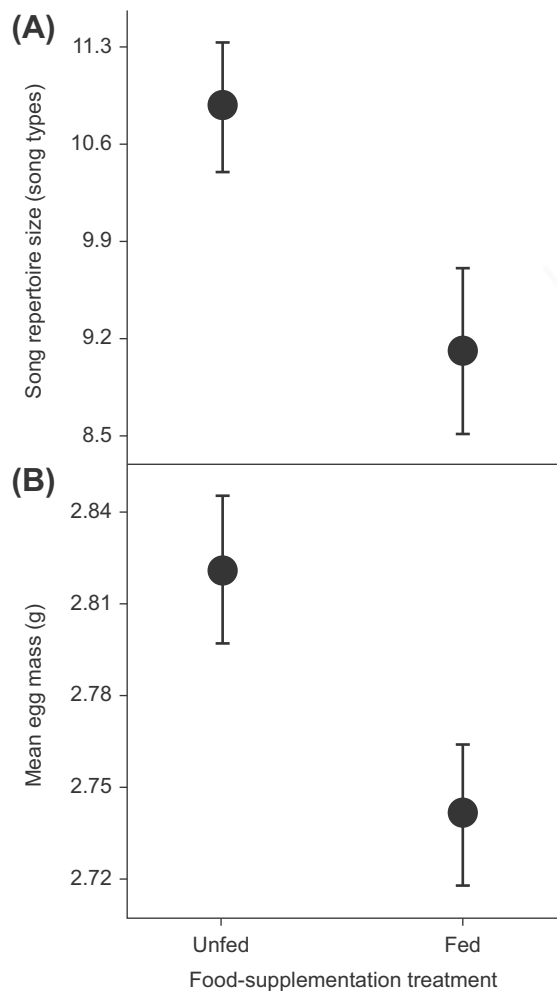 (A)
Song repertoire size (song types)
11.3
10.6
9.9
9.2
8.5
(B)
Mean egg mass (g)
2.84
2.81
2.78
2.75
2.72
Unfed
Fed
Food-supplementation treatment